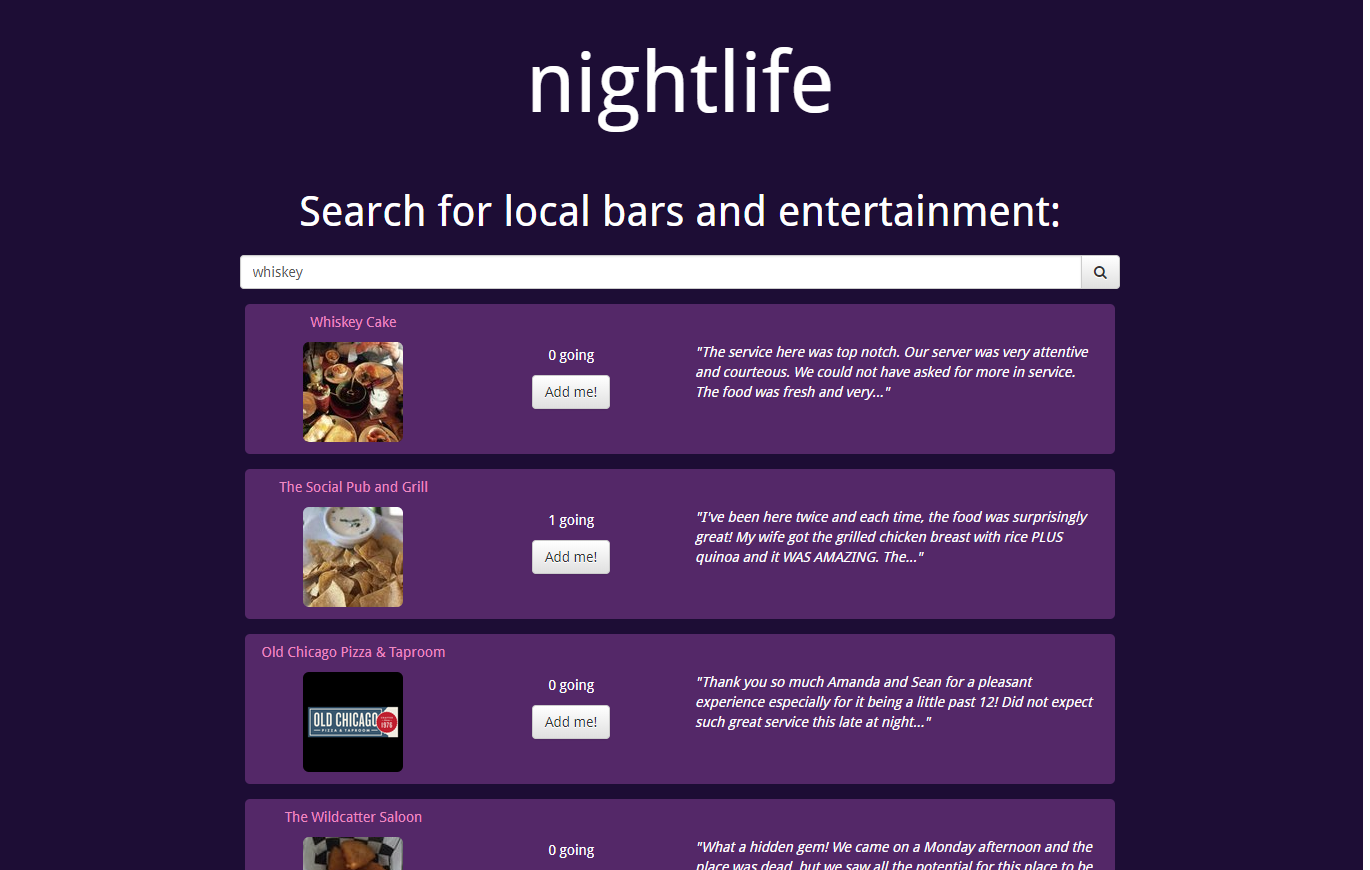 nightlife
Search for local bars and entertainment:
whiskey
Whiskey Cake
0 going
Add me!
"The service here was top notch. Our server was very attentive
and courteous. We could not have asked for more in service.
The food was fresh and very..."
The Social Pub and Grill
1 going
Add me!
"I've been here twice and each time, the food was surprisingly
great! My wife got the grilled chicken breast with rice PLUS
quinoa and it WAS AMAZING. The..."
Old Chicago Pizza & Taproom
OLD CHICAGO
PIZZA & TAPROOM
1976
0 going
Add me!
"Thank you so much Amanda and Sean for a pleasant
experience especially for it being a little past 12! Did not expect
such great service this late at night..."
The Wildcatter Saloon
0 going
"What a hidden gem! We came on a Monday afternoon and the
place was dead, but we saw all the potential for this place to be